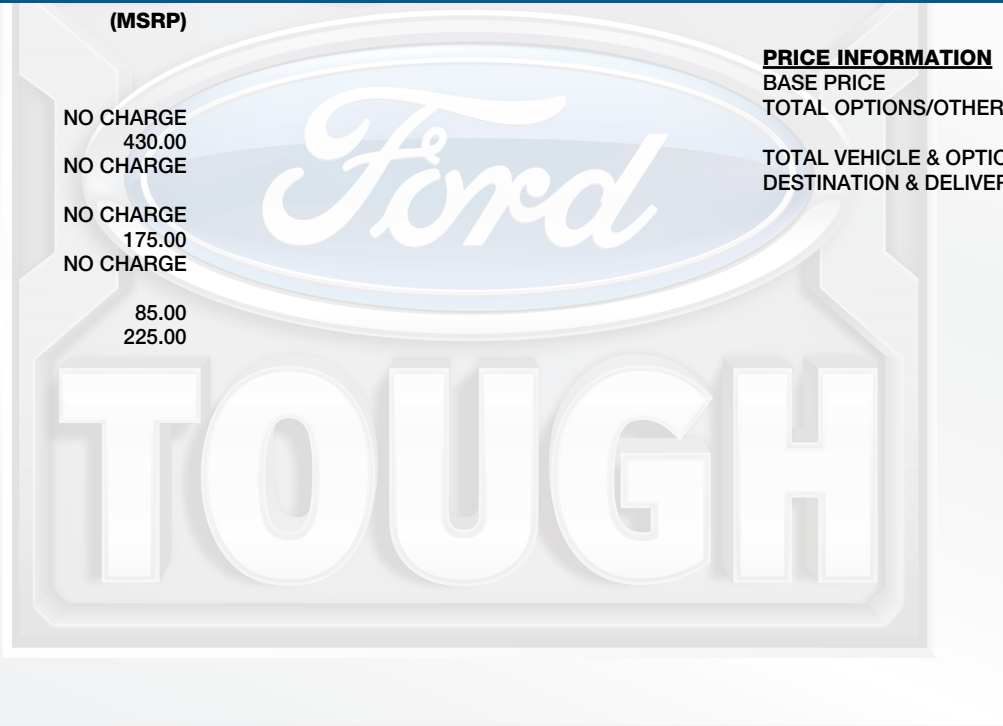 (MSRP)
NO CHARGE
430.00
NO CHARGE
NO CHARGE
175.00
NO CHARGE
85.00
225.00
PRICE INFORMATION
BASE PRICE
TOTAL OPTIONS/OTHER
TOTAL VEHICLE & OPTIO
DESTINATION & DELIVER
Ford
TOUGH